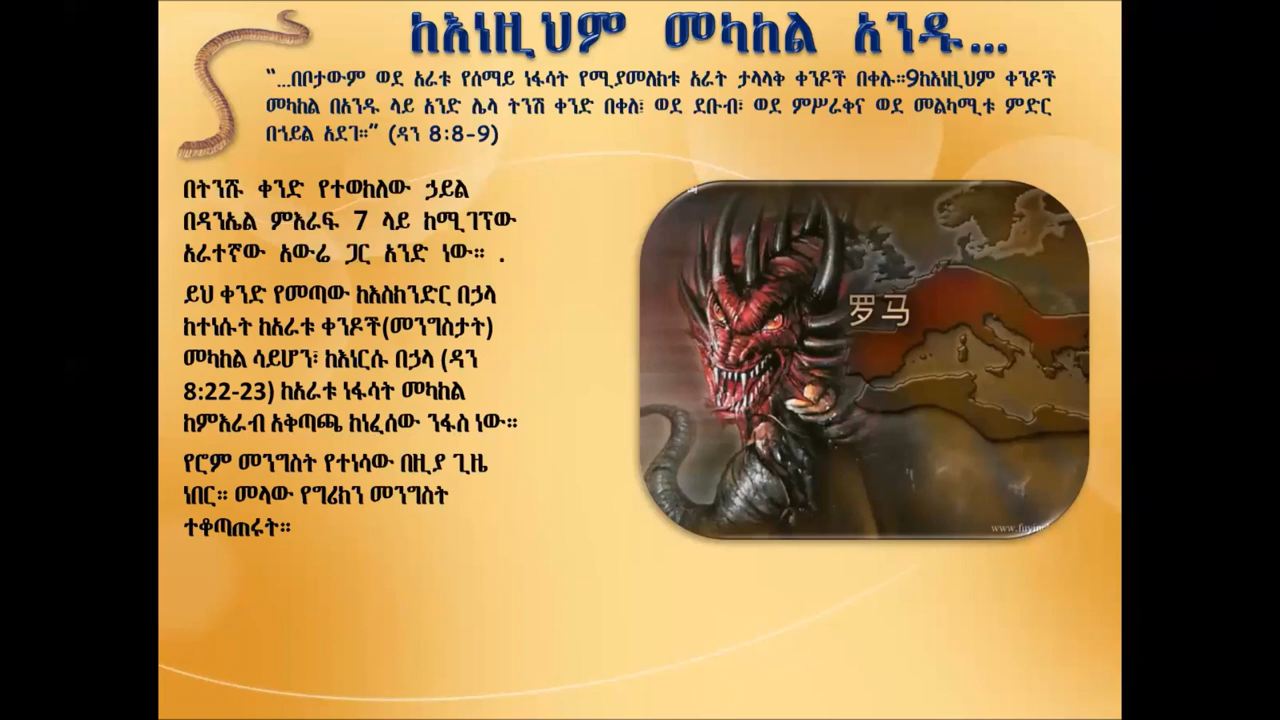 ከእነዚህም መካከል አንዱ...
“...በቦታውም ወደ አራቱ የሰማይ ነፋሳት የሚያመለከቱ አራት ታላላቅ ቀንዶች በቀሉ።9ከእነዚህም ቀንዶች
መካከል በአንዱ ላይ አንድ ሌላ ትንሽ ቀንድ በቀለ፤ ወደ ደቡብ፣ ወደ ምሥራቅና ወደ መልካሚቱ ምድር
በኀይል አደገ።” (ዳን 8:8-9)
በትንሹ ቀንድ የተወከለው ኃይል
በዳንኤል ምእራፍ 7 ላይ ከሚገኘው
አራተኛው አውሬ ጋር አንድ ነው። .
ይህ ቀንድ የመጣው ከእስከንድር በኃላ
ከተነሱት ከአራቱ ቀንዶች(መንግስታት)
መካከል ሳይሆን፣ ከእነርሱ በኃላ (ዳን
8:22-23) ከአራቱ ነፋሳት መካከል
ከምእራብ አቅጣጫ ከነፈሰው ንፋስ ነው።
የሮም መንግስት የተነሳው በዚያ ጊዜ
ነበር። መላው የግሪከን መንግስት
ተቆጣጠሩት።
罗马